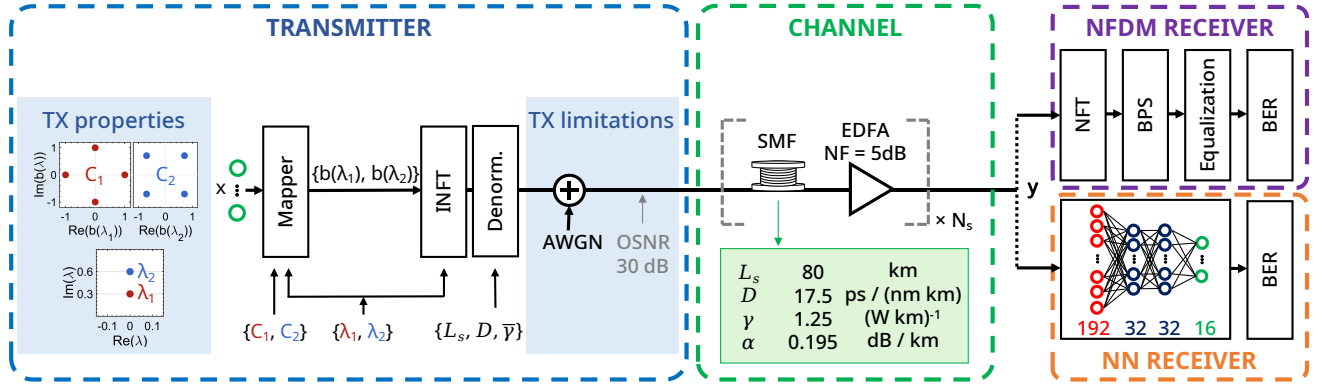 TRANSMITTER
TX properties
Im(b(λ))
1
0
-1
C₁
C₂
-1 0 1
-1 0 1
Re(b(λ₁))
Re(b(λ₂))
Im(λ)
0.6
0.3
λ₂
λ₁
-0.1 0 0.1
Re(λ)
x
Mapper
{b(λ₁), b(λ₂)}
INFT
Denorm.
{C₁, C₂}
{λ₁, λ₂}
{Lₛ, D, γ̅}
TX limitations
AWGN
OSNR
30 dB
CHANNEL
SMF
EDFA
NF = 5dB
× Nₛ
Lₛ 80 km
D 17.5 ps / (nm km)
γ 1.25 (W km)⁻¹
α 0.195 dB / km
y
NFDM RECEIVER
NFT
BPS
Equalization
BER
192 32 32 16
BER
NN RECEIVER